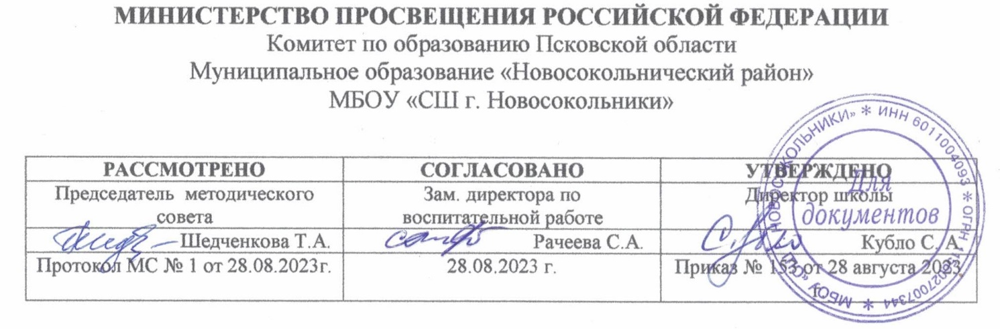 МИНИСТЕРСТВО ПРОСВЕЩЕНИЯ РОССИЙСКОЙ ФЕДЕРАЦИИ
Комитет по образованию Псковской области
Муниципальное образование «Новосокольнический район»
МБОУ «СШ г. Новосокольники»
РАССМОТРЕНО
Председатель методического
совета
Шедченкова Т.А.
Протокол МС № 1 от 28.08.2023г.
СОГЛАСОВАНО
Зам. директора по
воспитательной работе
Рачеева С.А.
28.08.2023 г.
УТВЕРЖДЕНО
Директор школы
Кубло С. А.
Приказ № 153 от 28 августа 2023
г.
Для
документов
МБОУ «СШ НОВОСОКОЛЬНИКИ» * ИНН 6011004093 * ОГРН 7007344 *